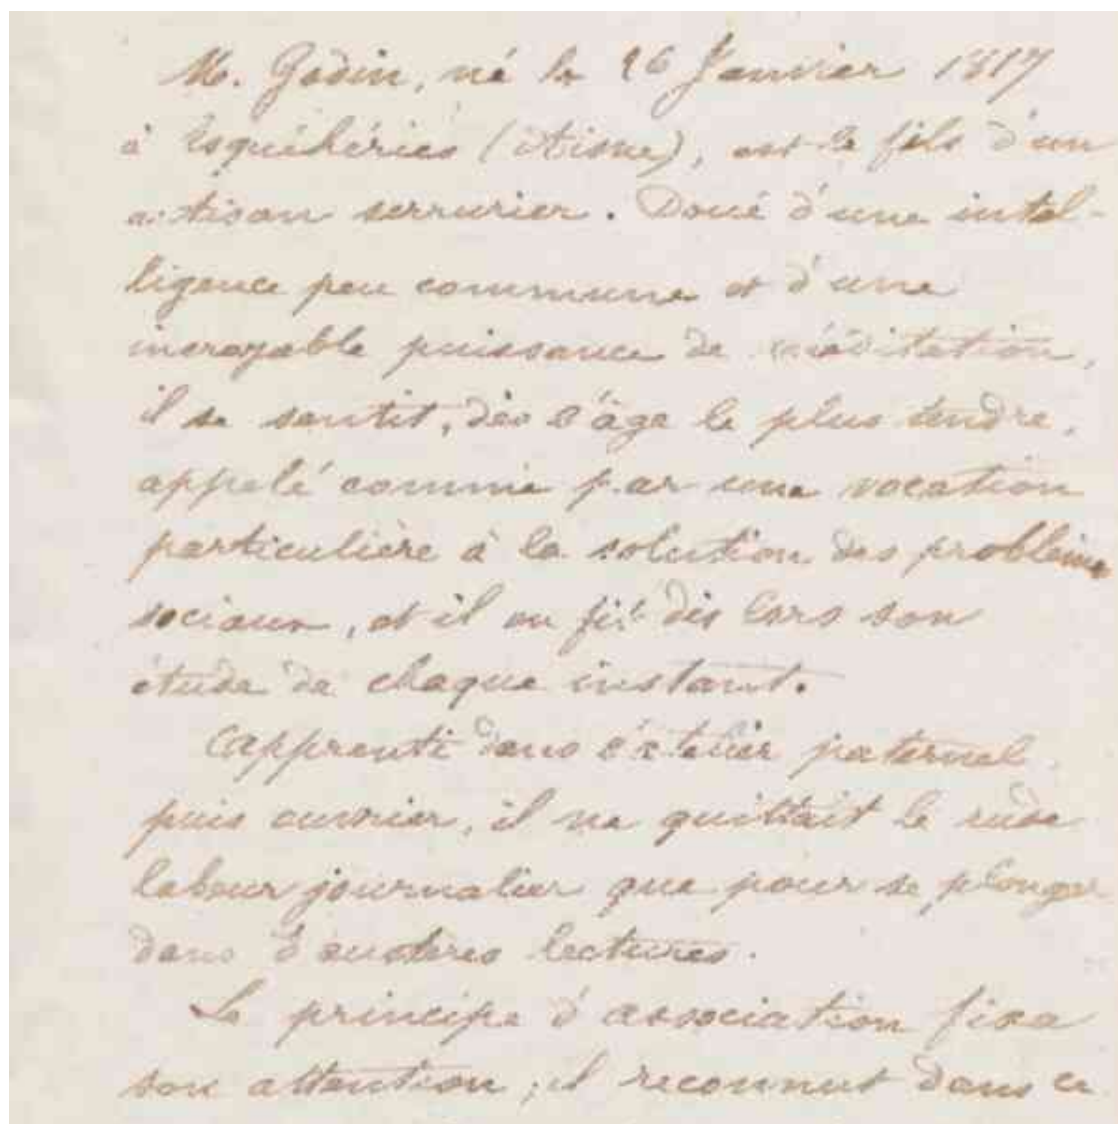 M. Godin, né le 26 Janvier 1817
à Esquéhéries (Aisne), est le fils d'un
artisan serrurier. Doué d'une intel-
ligence peu commune et d'une
incroyable puissance de méditation,
il se sentit, dès l'âge le plus tendre,
appelé comme par une vocation
particulière à la solution des problèmes
sociaux, et il en fit dès lors son
étude de chaque instant.
Apprenti dans l'atelier paternel
puis ouvrier, il ne quittait le rude
labeur journalier que pour se plonger
dans d'austères lectures.
Le principe d'association fixa
son attention ; il reconnut dans ce